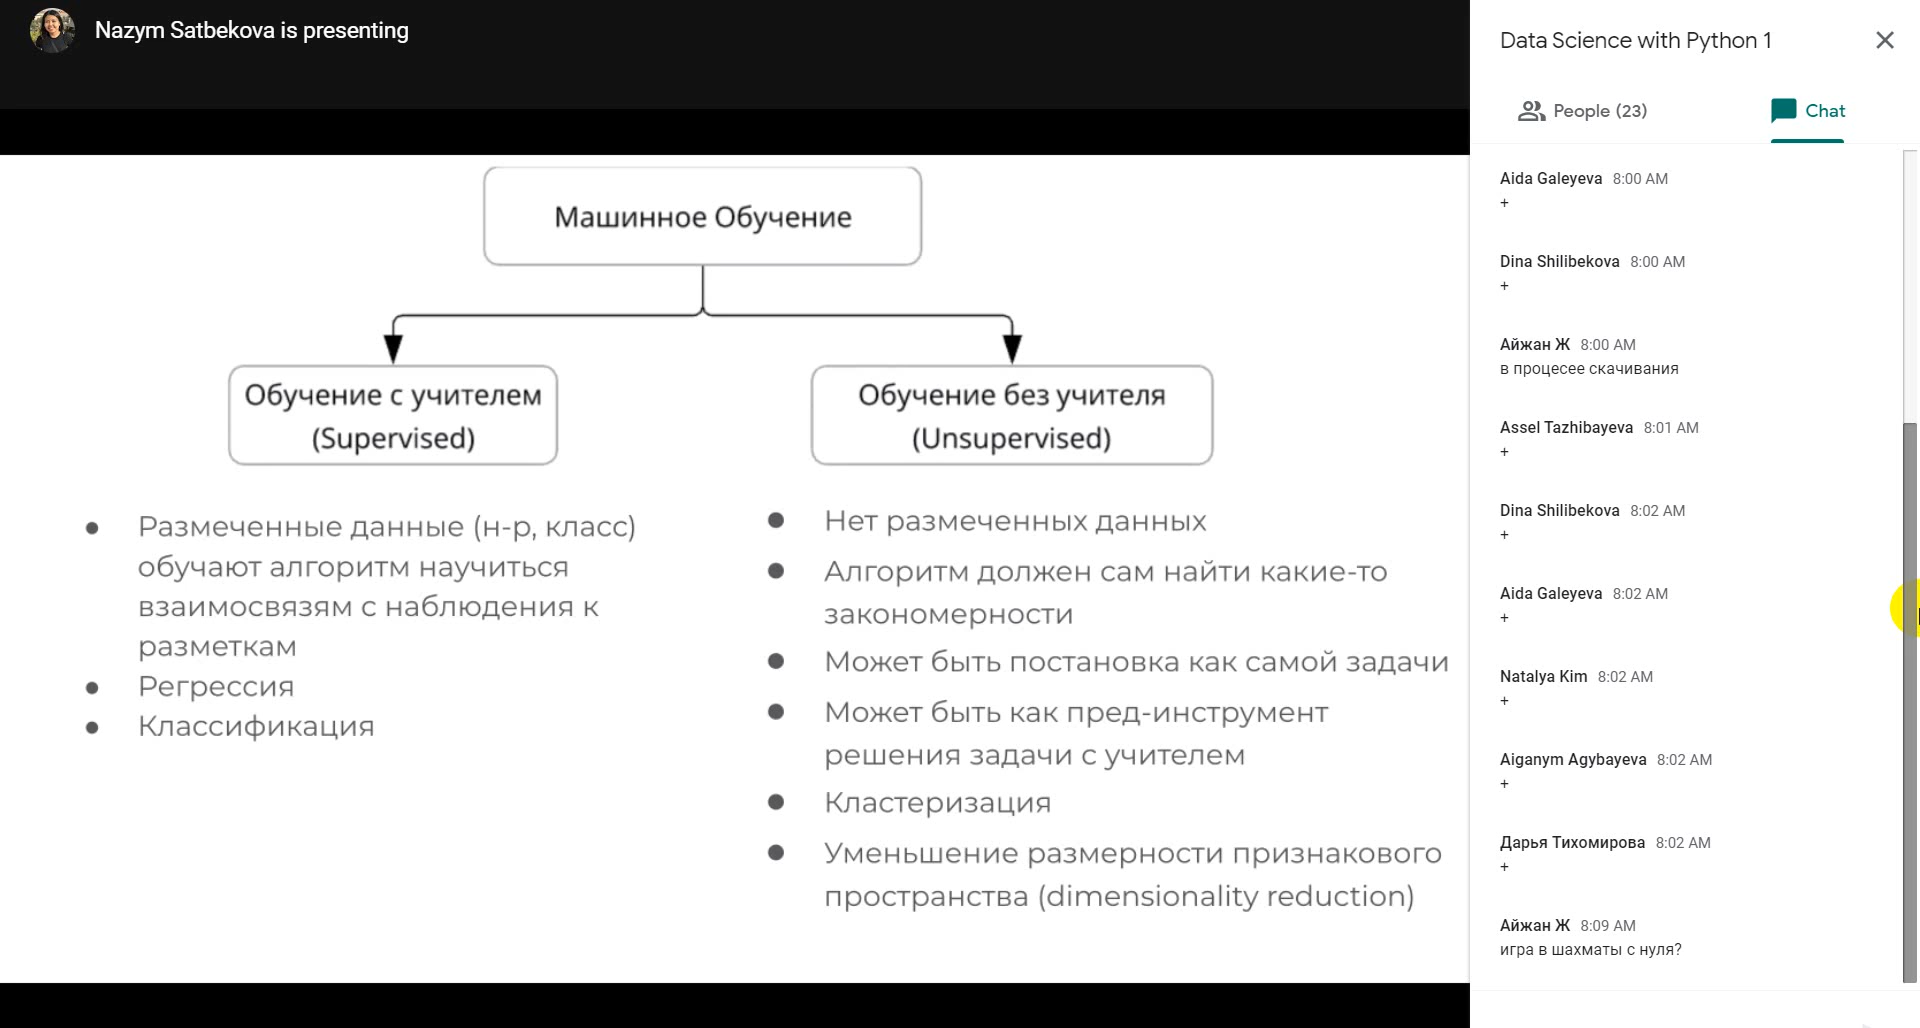 Nazym Satbekova is presenting
Машинное Обучение
Обучение с учителем
(Supervised)
Обучение без учителя
(Unsupervised)
Размеченные данные (н-р, класс)
обучают алгоритм научиться
взаимосвязям с наблюдения к
разметкам
Регрессия
Классификация
Нет размеченных данных
Алгоритм должен сам найти какие-то
закономерности
Может быть постановка как самой задачи
Может быть как пред-инструмент
решения задачи с учителем
Кластеризация
Уменьшение размерности признакового
пространства (dimensionality reduction)
Data Science with Python 1
People (23)
Chat
Aida Galeyeva 8:00 AM
+
Dina Shilibekova 8:00 AM
+
Айжан Ж 8:00 AM
в процесее скачивания
Assel Tazhibayeva 8:01 AM
+
Dina Shilibekova 8:02 AM
+
Aida Galeyeva 8:02 AM
+
Natalya Kim 8:02 AM
+
Aiganym Agybayeva 8:02 AM
+
Дарья Тихомирова 8:02 AM
+
Айжан Ж 8:09 AM
игра в шахматы с нуля?